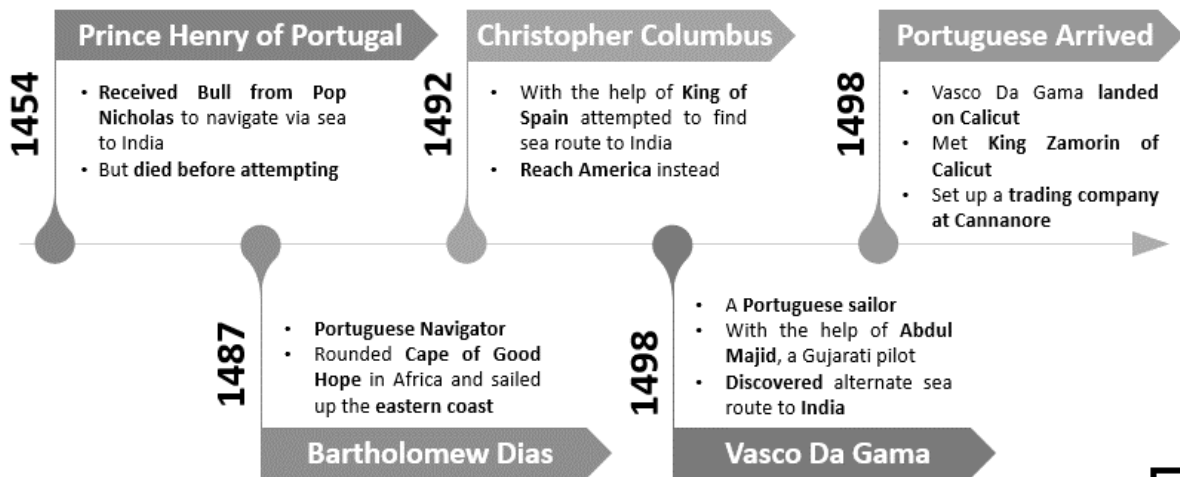 Prince Henry of Portugal
1454
• Received Bull from Pop
Nicholas to navigate via sea
to India
• But died before attempting
1487
• Portuguese Navigator
• Rounded Cape of Good
Hope in Africa and sailed
up the eastern coast
Bartholomew Dias
Christopher Columbus
1492
• With the help of King of
Spain attempted to find
sea route to India
• Reach America instead
1498
• A Portuguese sailor
• With the help of Abdul
Majid, a Gujarati pilot
• Discovered alternate sea
route to India
Vasco Da Gama
Portuguese Arrived
1498
• Vasco Da Gama landed
on Calicut
• Met King Zamorin of
Calicut
• Set up a trading company
at Cannanore